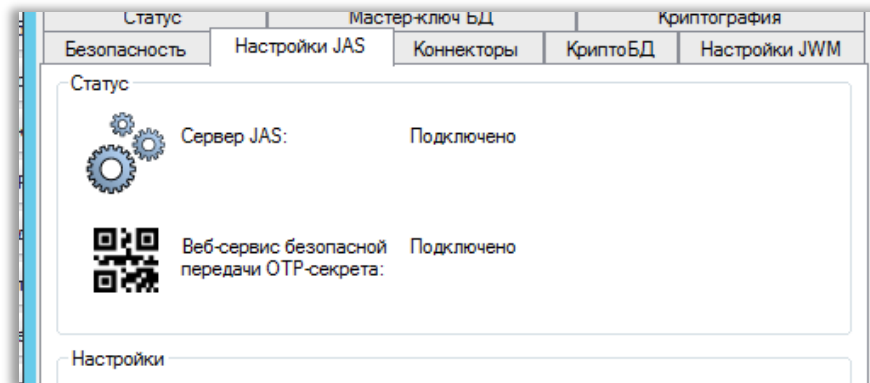 Статус Мастер-ключ БД Криптография
Безопасность Настройки JAS Коннекторы КриптоБД Настройки JWM
Статус
Сервер JAS: Подключено
Веб-сервис безопасной Подключено
передачи OTP-секрета:
Настройки